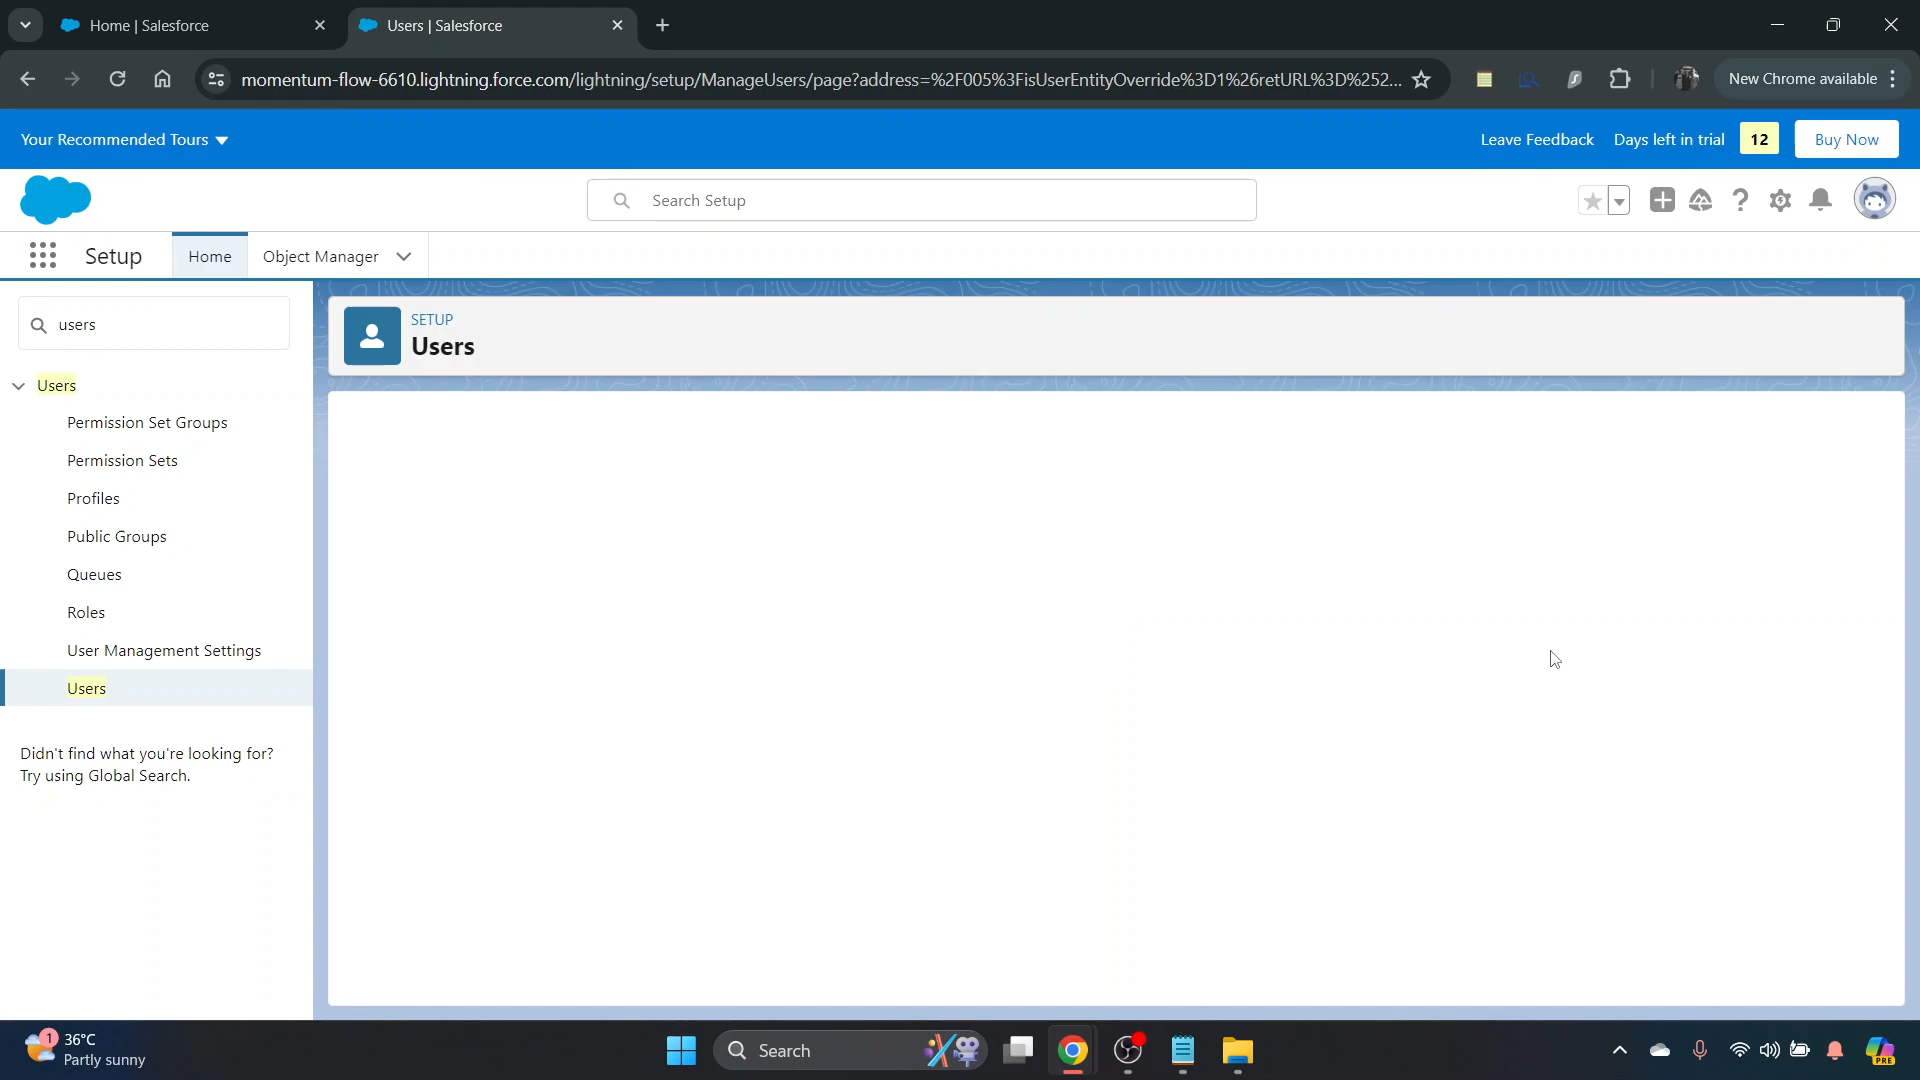 Home | Salesforce
Users | Salesforce
momentum-flow-6610.lightning.force.com/lightning/setup/ManageUsers/page?address=%2F005%3FisUserEntityOverride%3D1%26retURL%3D%252...
New Chrome available
Your Recommended Tours
Leave Feedback
Days left in trial
12
Buy Now
Search Setup
Setup
Home
Object Manager
users
SETUP
Users
Users
Permission Set Groups
Permission Sets
Profiles
Public Groups
Queues
Roles
User Management Settings
Users
Didn't find what you're looking for?
Try using Global Search.
1
36°C
Partly sunny
Search
PRE